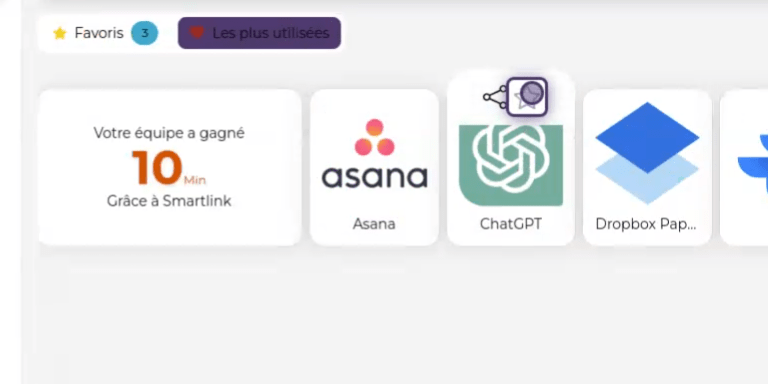 Favoris 3
Les plus utilisées
Votre équipe a gagné
10 Min
Grâce à Smartlink
asana
Asana
ChatGPT
Dropbox Pap...